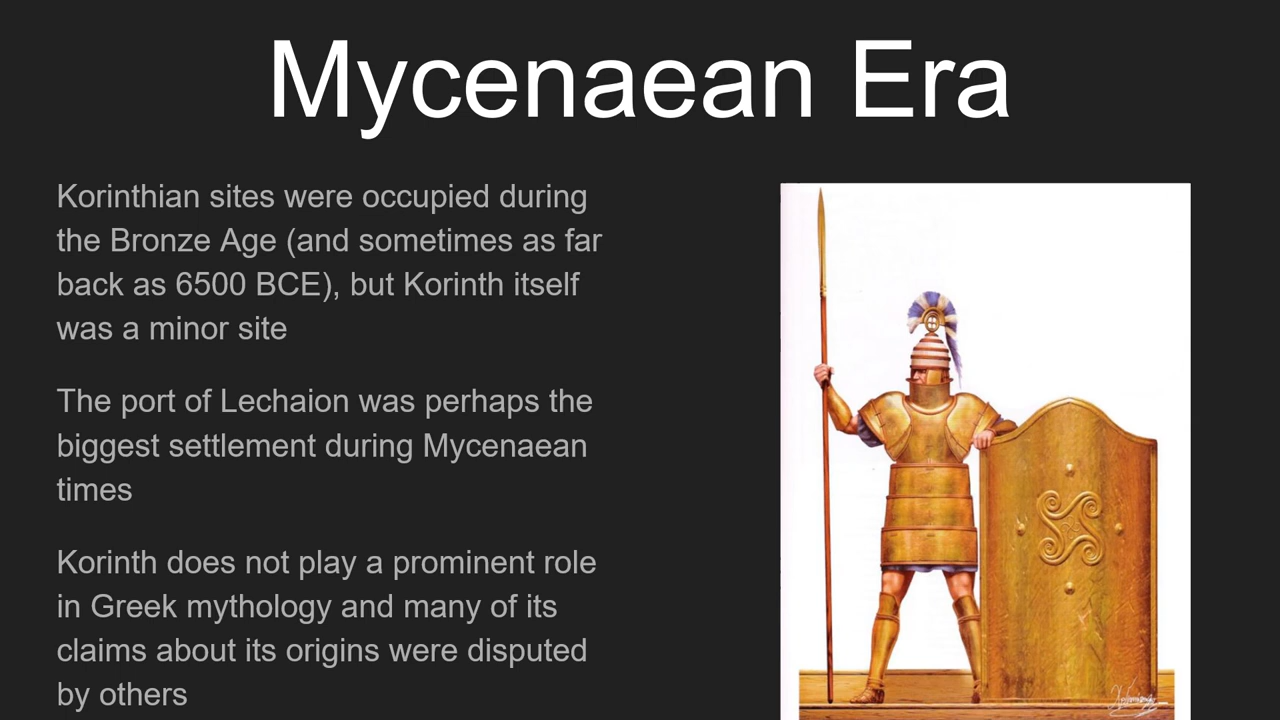 Mycenaean Era
Korinthian sites were occupied during
the Bronze Age (and sometimes as far
back as 6500 BCE), but Korinth itself
was a minor site
The port of Lechaion was perhaps the
biggest settlement during Mycenaean
times
Korinth does not play a prominent role
in Greek mythology and many of its
claims about its origins were disputed
by others